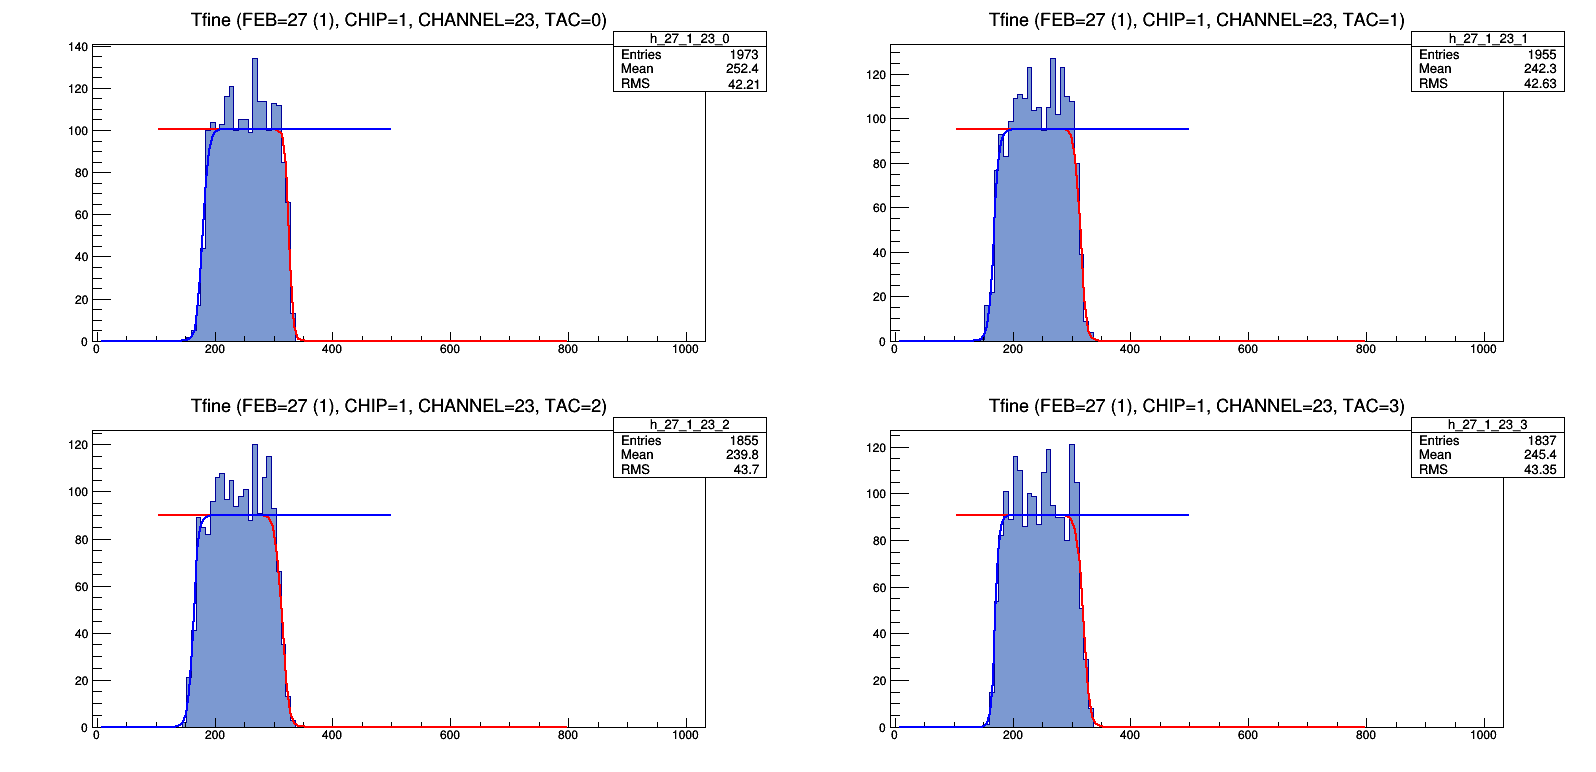 Tfine (FEB=27 (1), CHIP=1, CHANNEL=23, TAC=0)
h_27_1_23_0
Entries 1973
Mean 252.4
RMS 42.21
140
120
100
80
60
40
20
0
0 200 400 600 800 1000
Tfine (FEB=27 (1), CHIP=1, CHANNEL=23, TAC=1)
h_27_1_23_1
Entries 1955
Mean 242.3
RMS 42.63
120
100
80
60
40
20
0
0 200 400 600 800 1000
Tfine (FEB=27 (1), CHIP=1, CHANNEL=23, TAC=2)
h_27_1_23_2
Entries 1855
Mean 239.8
RMS 43.7
120
100
80
60
40
20
0
0 200 400 600 800 1000
Tfine (FEB=27 (1), CHIP=1, CHANNEL=23, TAC=3)
h_27_1_23_3
Entries 1837
Mean 245.4
RMS 43.35
120
100
80
60
40
20
0
0 200 400 600 800 1000